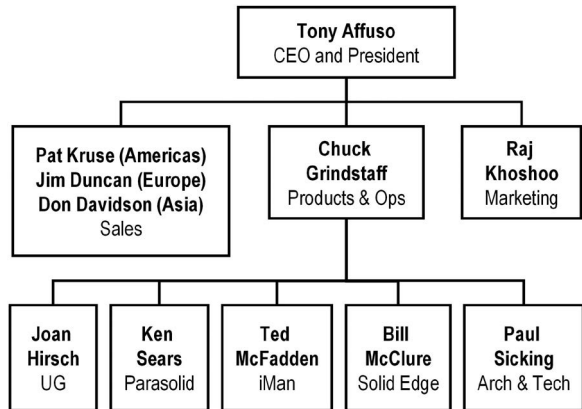 Tony Affuso
CEO and President
Pat Kruse (Americas)
Jim Duncan (Europe)
Don Davidson (Asia)
Sales
Chuck
Grindstaff
Products & Ops
Raj
Khoshoo
Marketing
Joan
Hirsch
UG
Ken
Sears
Parasolid
Ted
McFadden
iMan
Bill
McClure
Solid Edge
Paul
Sicking
Arch & Tech